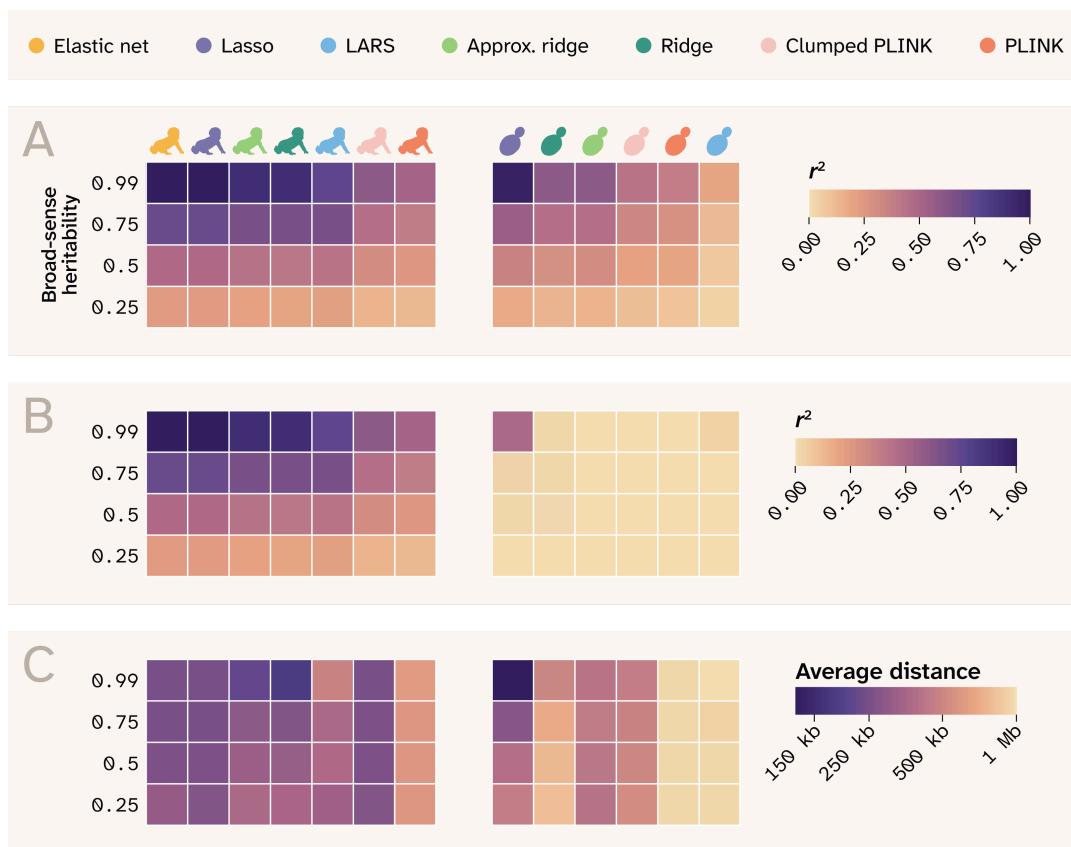 Elastic net Lasso LARS Approx. ridge Ridge Clumped PLINK PLINK
A
Broad-sense
heritability
0.99
0.75
0.5
0.25
r²
0.00 0.25 0.50 0.75 1.00
B
0.99
0.75
0.5
0.25
r²
0.00 0.25 0.50 0.75 1.00
C
0.99
0.75
0.5
0.25
Average distance
150 kb 250 kb 500 kb 1 Mb